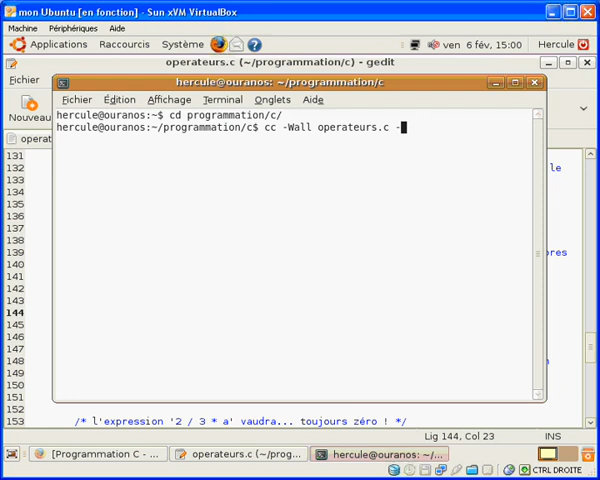 mon Ubuntu [en fonction] - Sun xVM VirtualBox
Machine Périphériques Aide
Applications Raccourcis Système ? ven 6 fév, 15:00 Hercule
operateurs.c (~/programmation/c) - gedit
Fichier
hercule@ouranos: ~/programmation/c
Fichier Édition Affichage Terminal Onglets Aide
Nouveau
hercule@ouranos:~$ cd programmation/c/
hercule@ouranos:~/programmation/c$ cc -Wall operateurs.c -
operat
131
132 le
133
134
135
136
137
138
139 res
140
141
142
143
144
145
146
147
148
149
150
151
152
153 /* l'expression '2 / 3 * a' vaudra... toujours zéro ! */
Lig 144, Col 23 INS
[Programmation C - ... operateurs.c (~/prog... hercule@ouranos: ~/...
CTRL DROITE